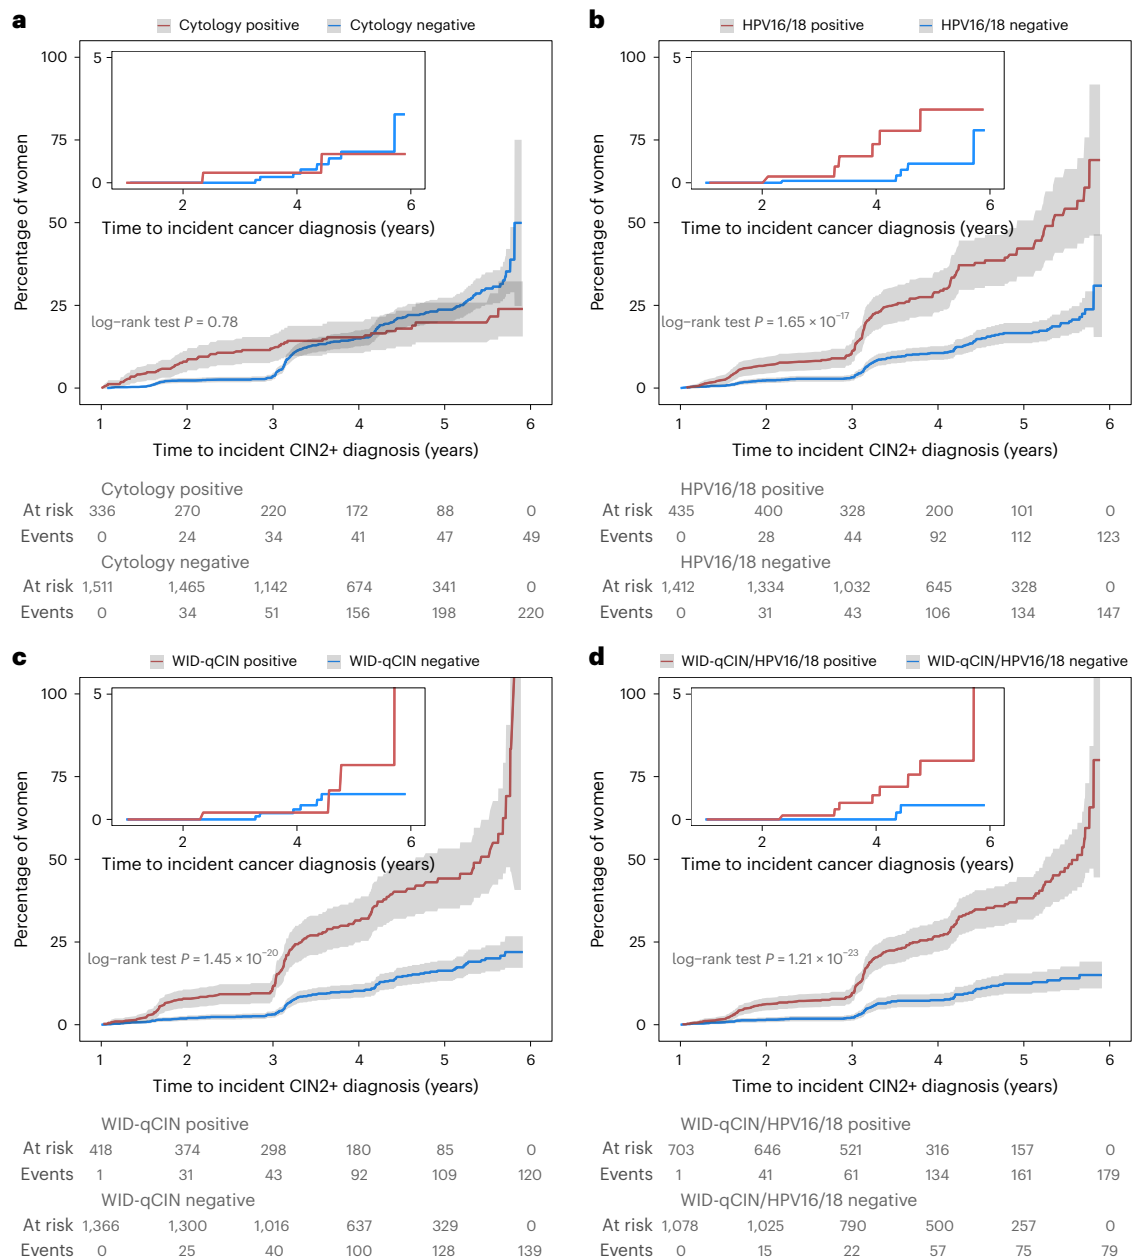 a
Cytology positive Cytology negative
100
75
50
25
0
Percentage of women
5
0
2 4 6
Time to incident cancer diagnosis (years)
log–rank test P = 0.78
1 2 3 4 5 6
Time to incident CIN2+ diagnosis (years)
Cytology positive
At risk 336 270 220 172 88 0
Events 0 24 34 41 47 49
Cytology negative
At risk 1,511 1,465 1,142 674 341 0
Events 0 34 51 156 198 220
b
HPV16/18 positive HPV16/18 negative
100
75
50
25
0
Percentage of women
5
0
2 4 6
Time to incident cancer diagnosis (years)
log–rank test P = 1.65 × 10⁻¹⁷
1 2 3 4 5 6
Time to incident CIN2+ diagnosis (years)
HPV16/18 positive
At risk 435 400 328 200 101 0
Events 0 28 44 92 112 123
HPV16/18 negative
At risk 1,412 1,334 1,032 645 328 0
Events 0 31 43 106 134 147
c
WID-qCIN positive WID-qCIN negative
100
75
50
25
0
Percentage of women
5
0
2 4 6
Time to incident cancer diagnosis (years)
log–rank test P = 1.45 × 10⁻²⁰
1 2 3 4 5 6
Time to incident CIN2+ diagnosis (years)
WID-qCIN positive
At risk 418 374 298 180 85 0
Events 1 31 43 92 109 120
WID-qCIN negative
At risk 1,366 1,300 1,016 637 329 0
Events 0 25 40 100 128 139
d
WID-qCIN/HPV16/18 positive WID-qCIN/HPV16/18 negative
100
75
50
25
0
Percentage of women
5
0
2 4 6
Time to incident cancer diagnosis (years)
log–rank test P = 1.21 × 10⁻²³
1 2 3 4 5 6
Time to incident CIN2+ diagnosis (years)
WID-qCIN/HPV16/18 positive
At risk 703 646 521 316 157 0
Events 1 41 61 134 161 179
WID-qCIN/HPV16/18 negative
At risk 1,078 1,025 790 500 257 0
Events 0 15 22 57 75 79